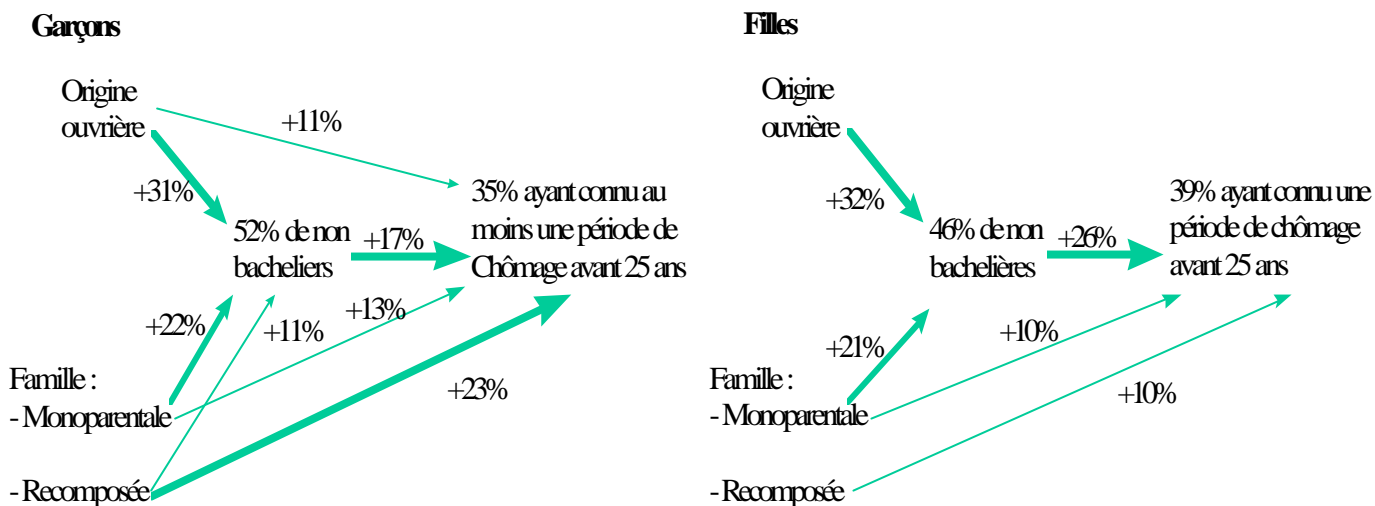 Garçons
Origine
ouvrière
+11%
+31%
52% de non
bacheliers
+17%
35% ayant connu au
moins une période de
Chômage avant 25 ans
+22%
+11%
+13%
+23%
Famille :
- Monoparentale
- Recomposée
Filles
Origine
ouvrière
+32%
46% de non
bachelières
+26%
39% ayant connu une
période de chômage
avant 25 ans
+21%
+10%
+10%
Famille :
- Monoparentale
- Recomposée